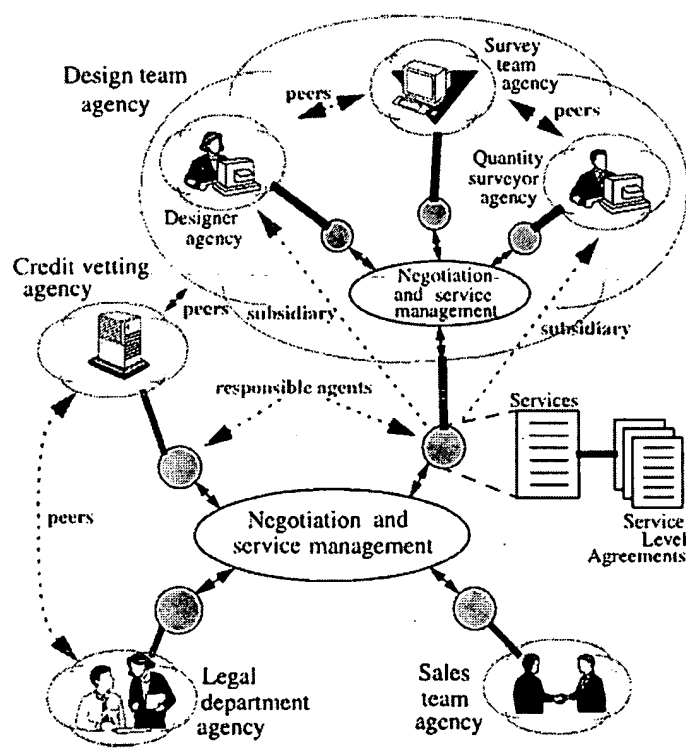 Survey
team
agency
Design team
agency
peers
peers
Quantity
surveyor
agency
Designer
agency
Credit vetting
agency
Negotiation
and service
management
peers
subsidiary
subsidiary
responsible agents
Services
peers
Negotiation and
service management
Service
Level
Agreements
Legal
department
agency
Sales
team
agency